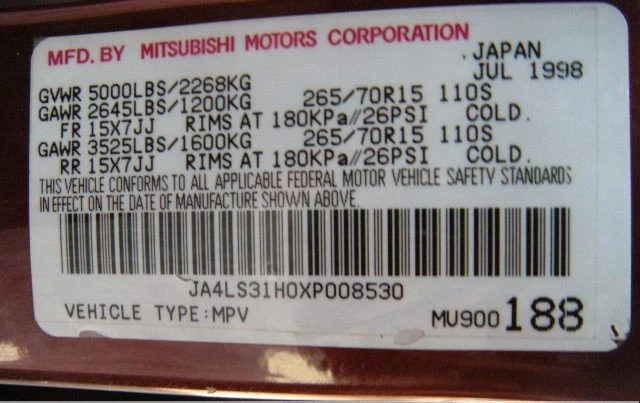 MFD. BY MITSUBISHI MOTORS CORPORATION
JAPAN
JUL 1998
GVWR 5000LBS/2268KG
GAWR 2645LBS/1200KG 265/70R15 110S
FR 15X7JJ RIMS AT 180KPa//26PSI COLD.
GAWR 3525LBS/1600KG 265/70R15 110S
RR 15X7JJ RIMS AT 180KPa//26PSI COLD.
THIS VEHICLE CONFORMS TO ALL APPLICABLE FEDERAL MOTOR VEHICLE SAFETY STANDARDS
IN EFFECT ON THE DATE OF MANUFACTURE SHOWN ABOVE.
JA4LS31H0XP008530
VEHICLE TYPE:MPV MU900188